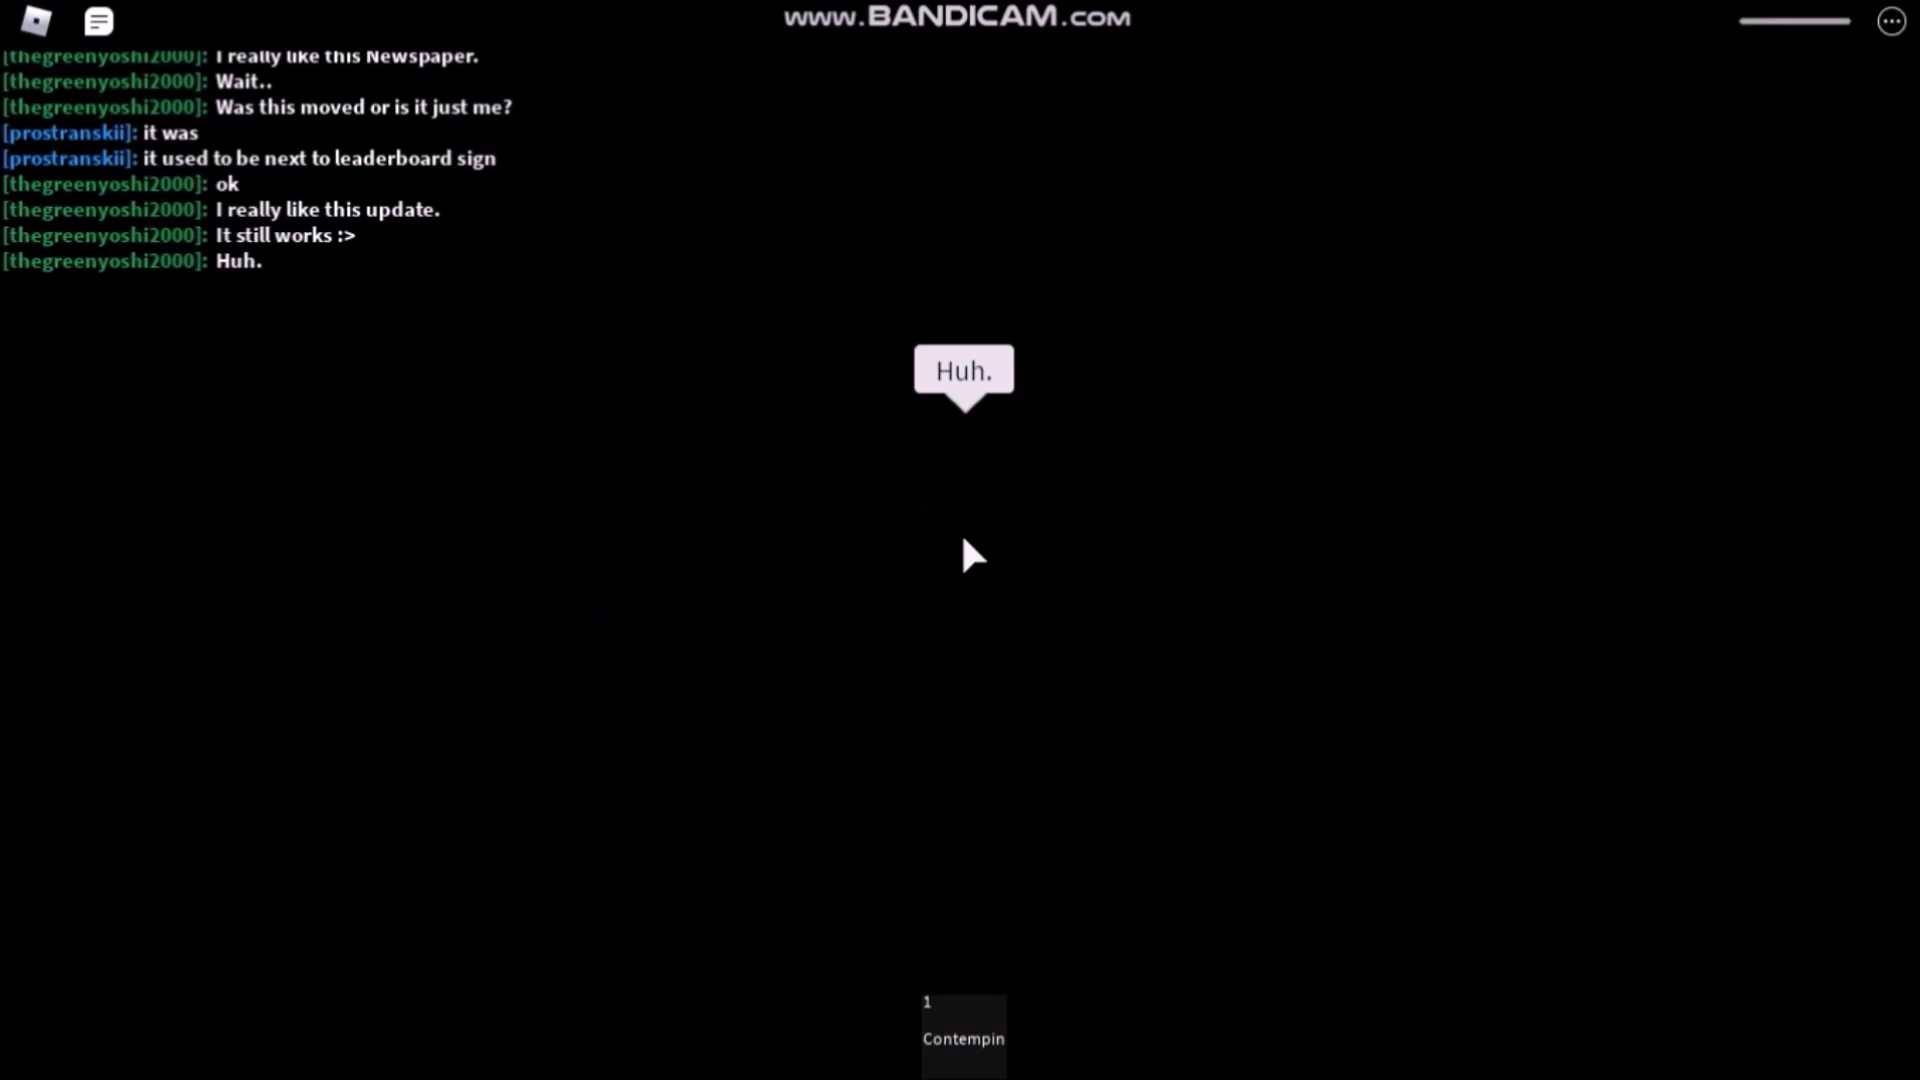 www.BANDICAM.com
[thegreenyoshi2000]: I really like this Newspaper.
[thegreenyoshi2000]: Wait..
[thegreenyoshi2000]: Was this moved or is it just me?
[prostranskii]: it was
[prostranskii]: it used to be next to leaderboard sign
[thegreenyoshi2000]: ok
[thegreenyoshi2000]: I really like this update.
[thegreenyoshi2000]: It still works :>
[thegreenyoshi2000]: Huh.
Huh.
1
Contempin